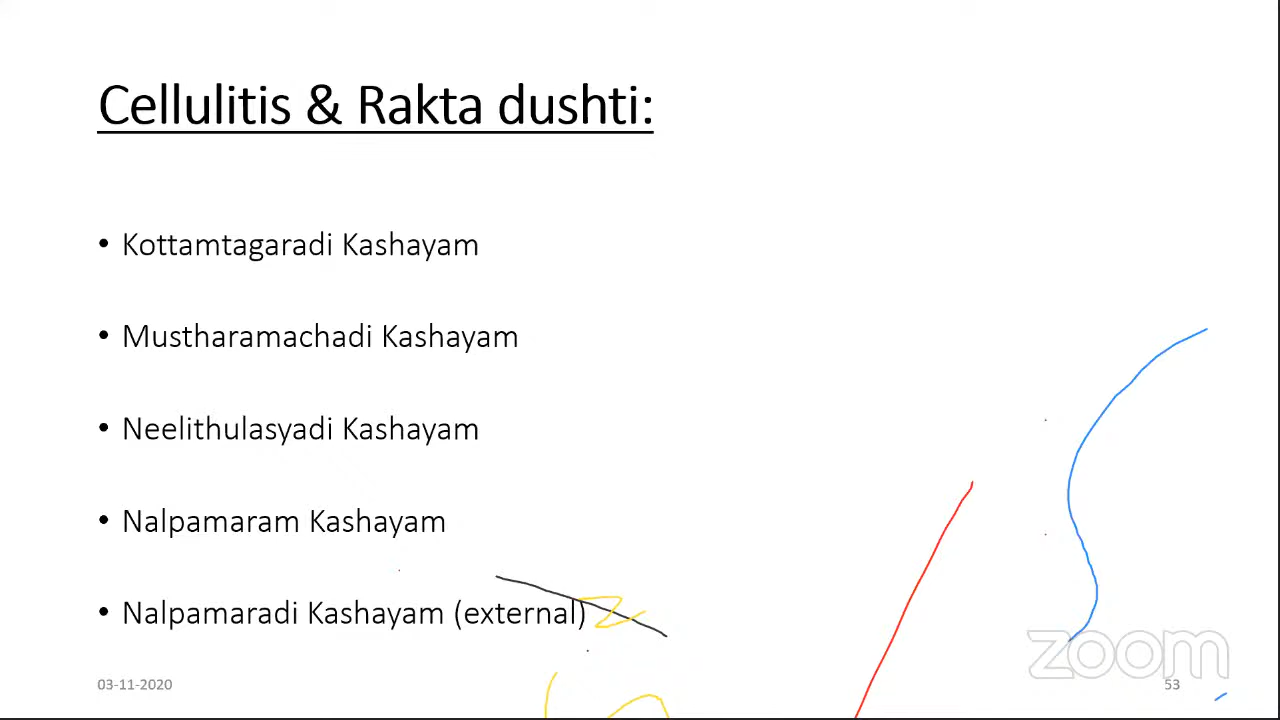 Cellulitis & Rakta dushti:
• Kottamtagaradi Kashayam
• Mustharamachadi Kashayam
• Neelithulasyadi Kashayam
• Nalpamaram Kashayam
• Nalpamaradi Kashayam (external)
03-11-2020
zoom
53